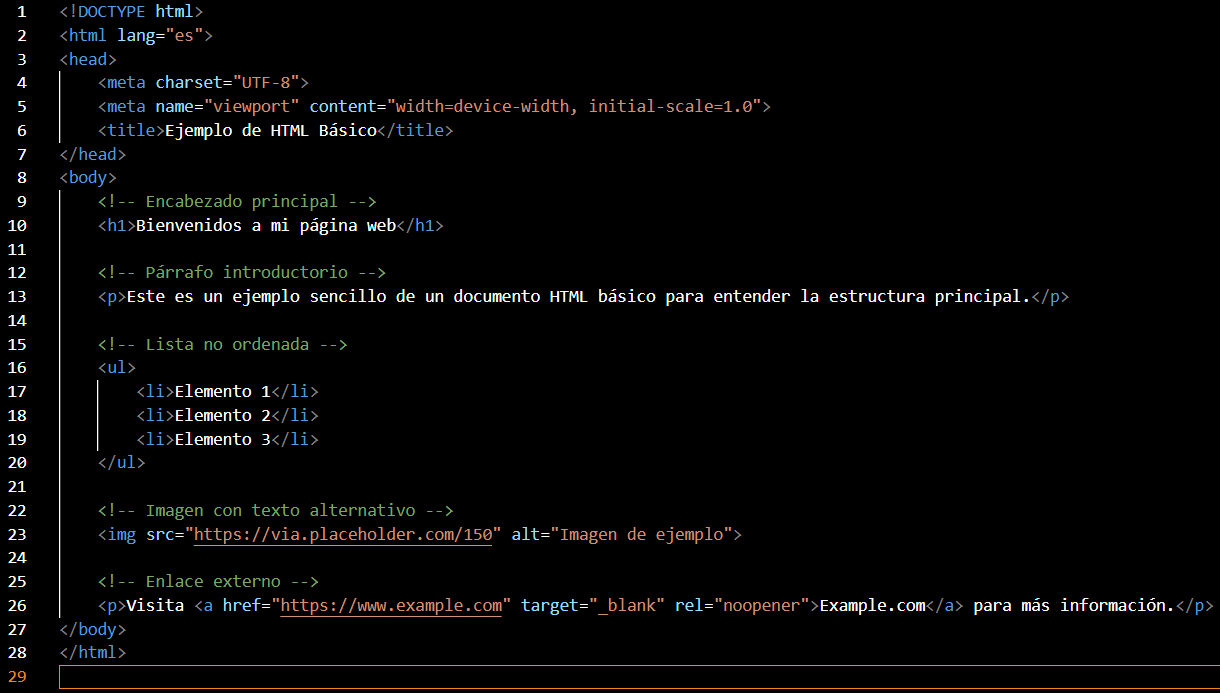 1 <!DOCTYPE html>
2 <html lang="es">
3 <head>
4     <meta charset="UTF-8">
5     <meta name="viewport" content="width=device-width, initial-scale=1.0">
6     <title>Ejemplo de HTML Básico</title>
7 </head>
8 <body>
9     <!-- Encabezado principal -->
10     <h1>Bienvenidos a mi página web</h1>
11
12     <!-- Párrafo introductorio -->
13     <p>Este es un ejemplo sencillo de un documento HTML básico para entender la estructura principal.</p>
14
15     <!-- Lista no ordenada -->
16     <ul>
17         <li>Elemento 1</li>
18         <li>Elemento 2</li>
19         <li>Elemento 3</li>
20     </ul>
21
22     <!-- Imagen con texto alternativo -->
23     <img src="https://via.placeholder.com/150" alt="Imagen de ejemplo">
24
25     <!-- Enlace externo -->
26     <p>Visita <a href="https://www.example.com" target="_blank" rel="noopener">Example.com</a> para más información.</p>
27 </body>
28 </html>
29